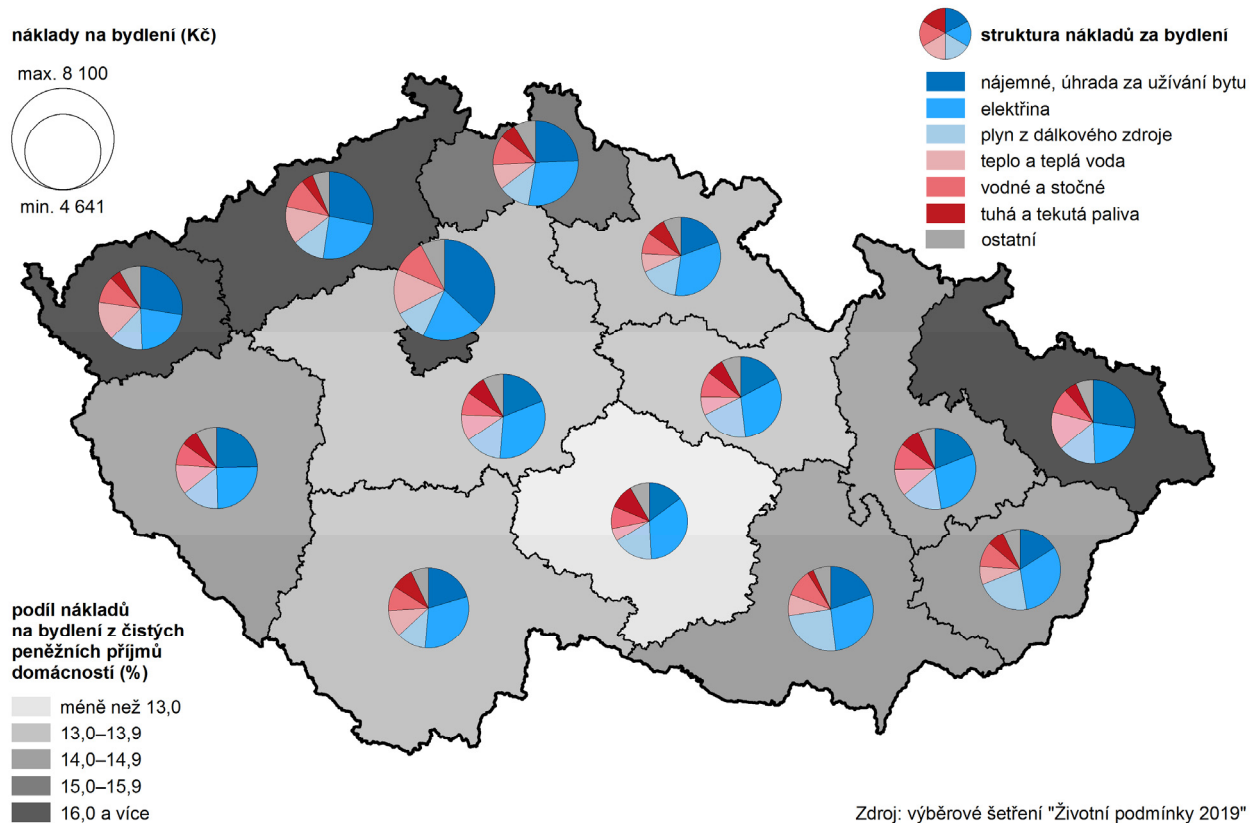 náklady na bydlení (Kč)
max. 8 100
min. 4 641
struktura nákladů za bydlení
nájemné, úhrada za užívání bytu
elektřina
plyn z dálkového zdroje
teplo a teplá voda
vodné a stočné
tuhá a tekutá paliva
ostatní
podíl nákladů
na bydlení z čistých
peněžních příjmů
domácností (%)
méně než 13,0
13,0–13,9
14,0–14,9
15,0–15,9
16,0 a více
Zdroj: výběrové šetření "Životní podmínky 2019"